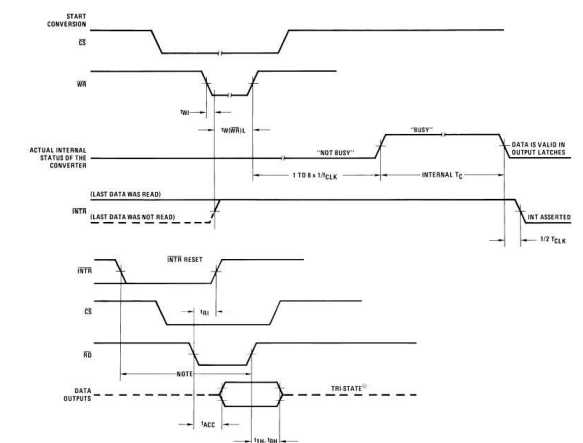 START
CONVERSION
CS
WR
tWI
tW(WR)L
"BUSY"
ACTUAL INTERNAL
STATUS OF THE
CONVERTER
"NOT BUSY"
DATA IS VALID IN
OUTPUT LATCHES
1 TO 8 x 1/fCLK
INTERNAL TC
(LAST DATA WAS READ)
INTR
(LAST DATA WAS NOT READ)
INT ASSERTED
1/2 TCLK
INTR RESET
INTR
CS
tRI
RD
NOTE
DATA
OUTPUTS
TRI-STATE®
tACC
t1H, t0H